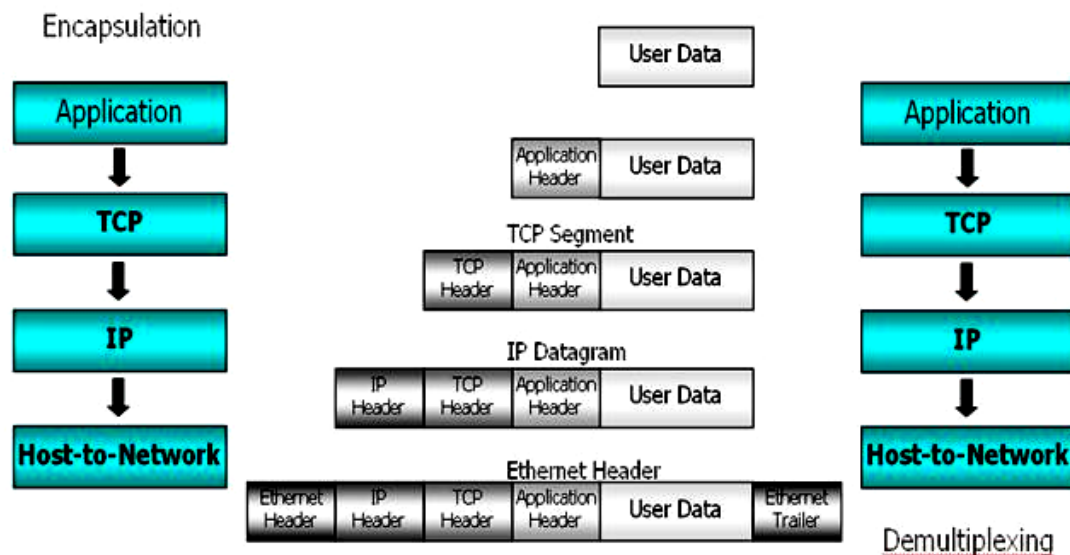 Encapsulation
Application
TCP
IP
Host-to-Network
User Data
Application Header User Data
TCP Segment
TCP Header Application Header User Data
IP Datagram
IP Header TCP Header Application Header User Data
Ethernet Header
Ethernet Header IP Header TCP Header Application Header User Data Ethernet Trailer
Application
TCP
IP
Host-to-Network
Demultiplexing